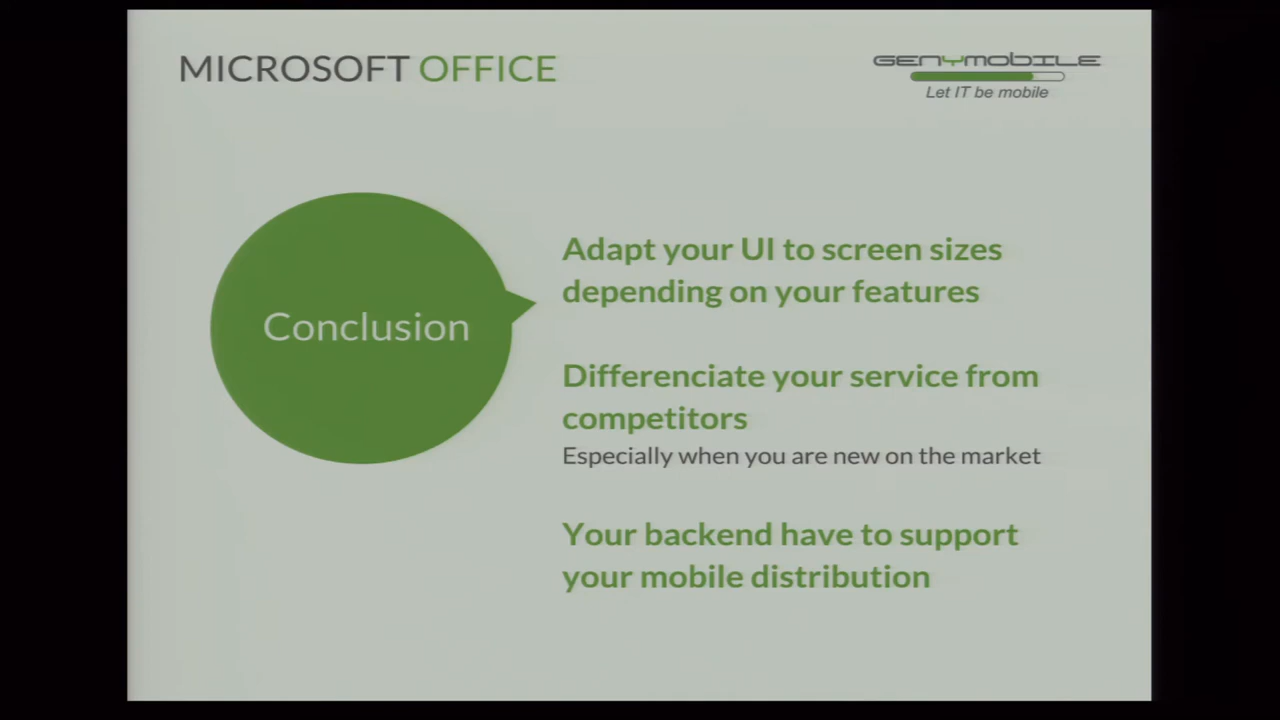 MICROSOFT OFFICE
GENYMOBILE
Let IT be mobile
Conclusion
Adapt your UI to screen sizes
depending on your features
Differenciate your service from
competitors
Especially when you are new on the market
Your backend have to support
your mobile distribution